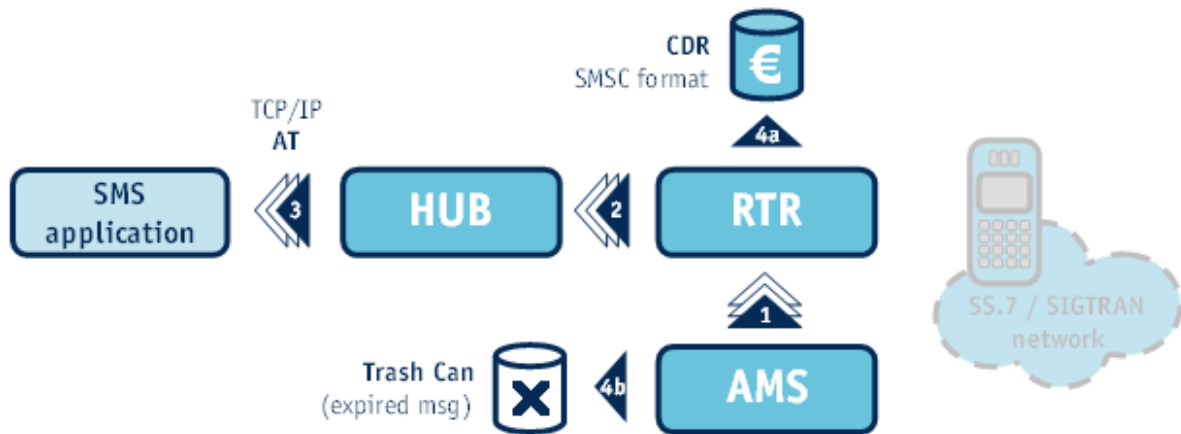 CDR
SMSC format
€
4a
TCP/IP
AT
SMS
application
3
HUB
2
RTR
1
SS.7 / SIGTRAN
network
Trash Can
(expired msg)
4b
AMS